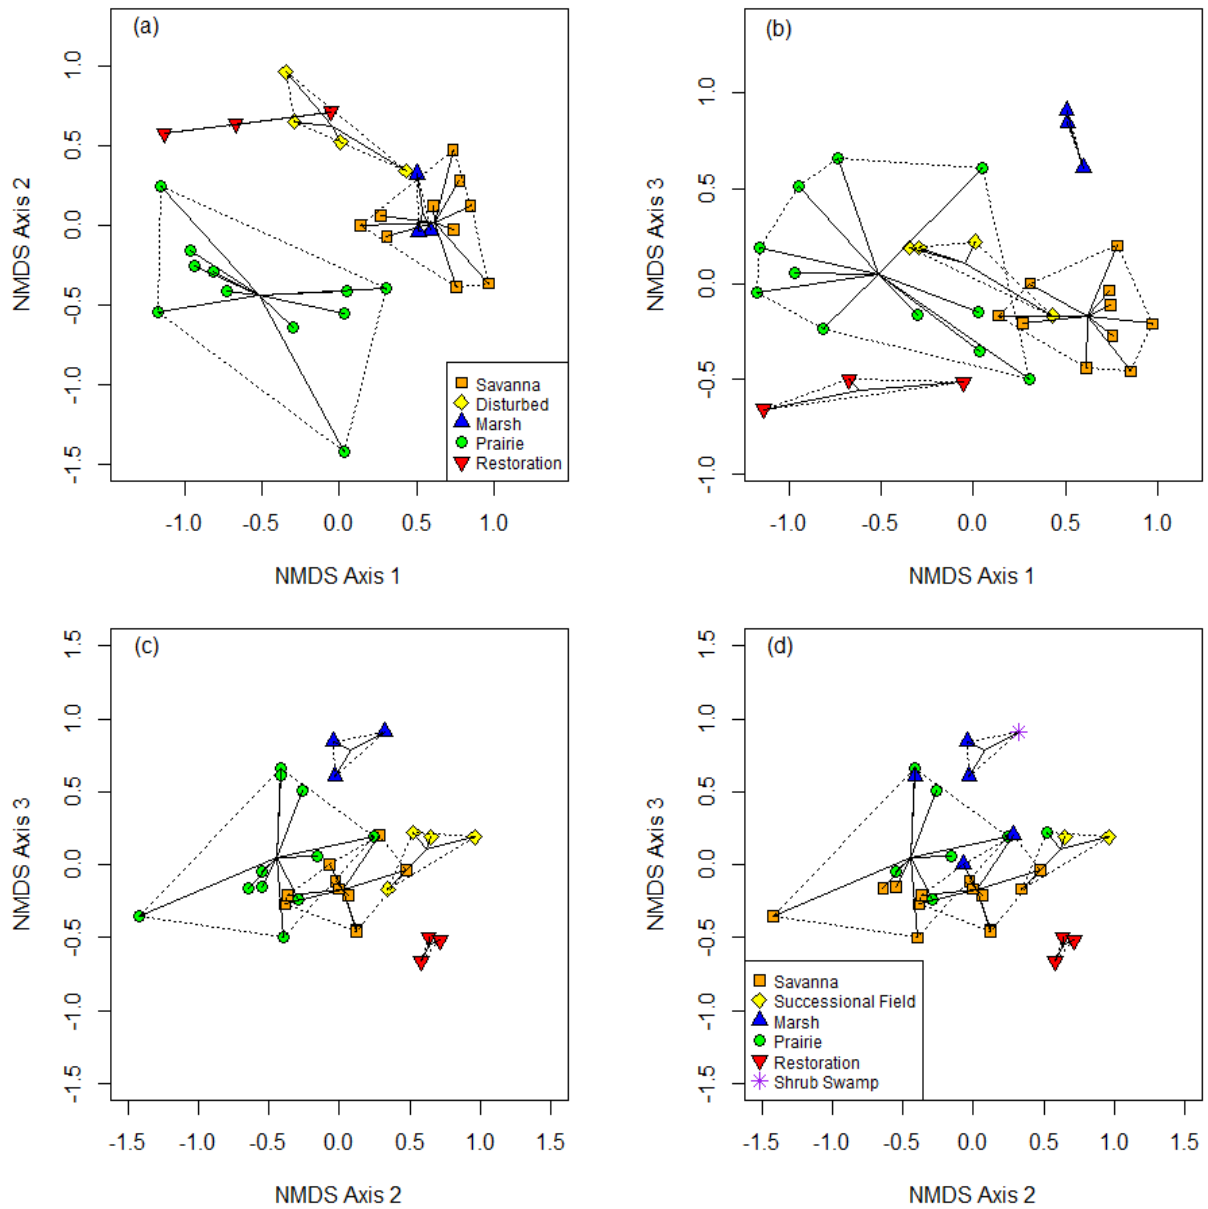 (a)
NMDS Axis 2
1.0
0.5
0.0
-0.5
-1.0
-1.5
Savanna
Disturbed
Marsh
Prairie
Restoration
-1.0 -0.5 0.0 0.5 1.0
NMDS Axis 1
(b)
NMDS Axis 3
1.0
0.5
0.0
-0.5
-1.0
-1.0 -0.5 0.0 0.5 1.0
NMDS Axis 1
(c)
NMDS Axis 3
1.5
1.0
0.5
0.0
-0.5
-1.0
-1.5
-1.5 -1.0 -0.5 0.0 0.5 1.0 1.5
NMDS Axis 2
(d)
NMDS Axis 3
1.5
1.0
0.5
0.0
-0.5
-1.0
-1.5
Savanna
Successional Field
Marsh
Prairie
Restoration
Shrub Swamp
-1.5 -1.0 -0.5 0.0 0.5 1.0 1.5
NMDS Axis 2